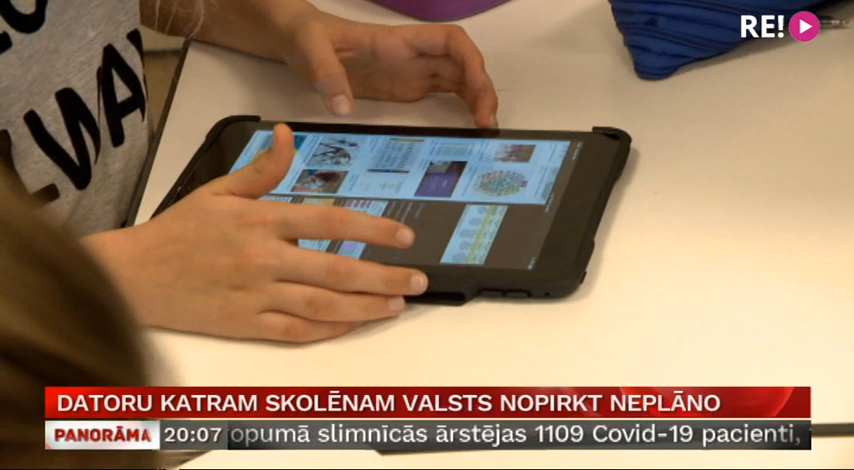 RE!
DATORU KATRAM SKOLĒNAM VALSTS NOPIRKT NEPLĀNO
PANORĀMA 20:07 opumā slimnīcās ārstējas 1109 Covid-19 pacienti,